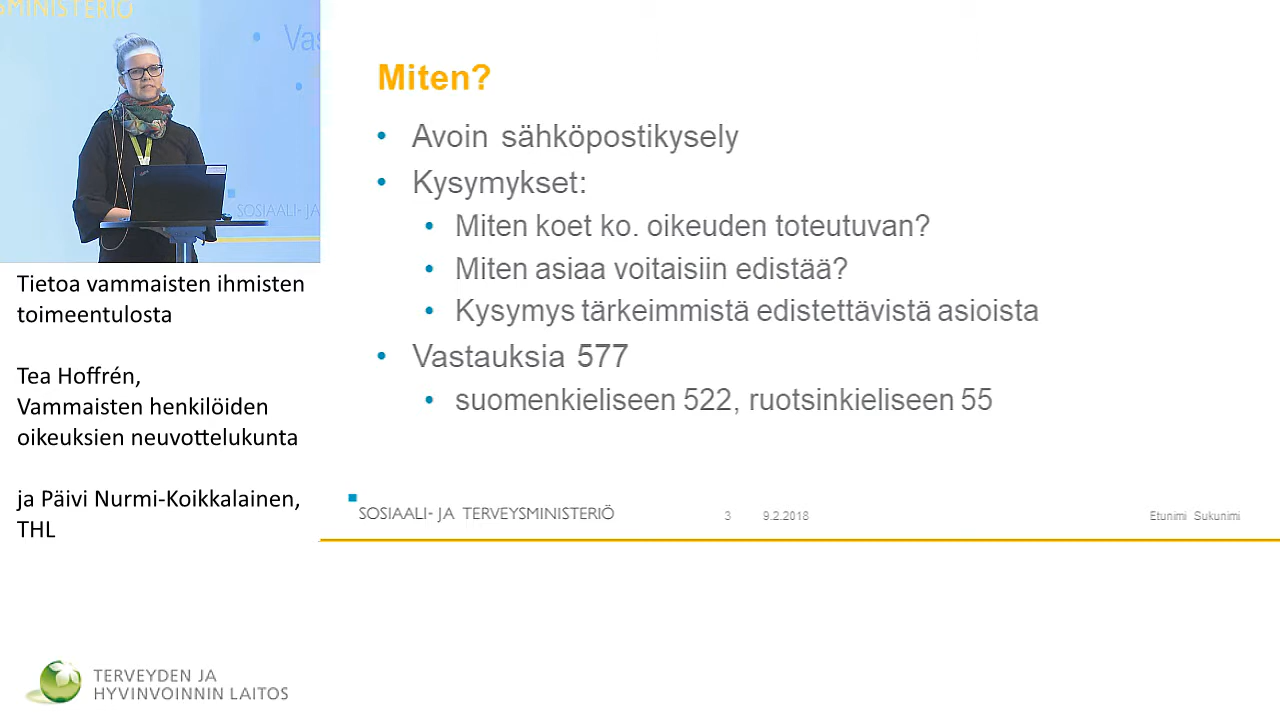 SMINISTERIÖ
Vas
SOSIAALI- JA
Tietoa vammaisten ihmisten
toimeentulosta
Tea Hoffrén,
Vammaisten henkilöiden
oikeuksien neuvottelukunta
ja Päivi Nurmi-Koikkalainen,
THL
Miten?
• Avoin sähköpostikysely
• Kysymykset:
• Miten koet ko. oikeuden toteutuvan?
• Miten asiaa voitaisiin edistää?
• Kysymys tärkeimmistä edistettävistä asioista
• Vastauksia 577
• suomenkieliseen 522, ruotsinkieliseen 55
SOSIAALI- JA TERVEYSMINISTERIÖ
3
9.2.2018
Etunimi Sukunimi
TERVEYDEN JA
HYVINVOINNIN LAITOS